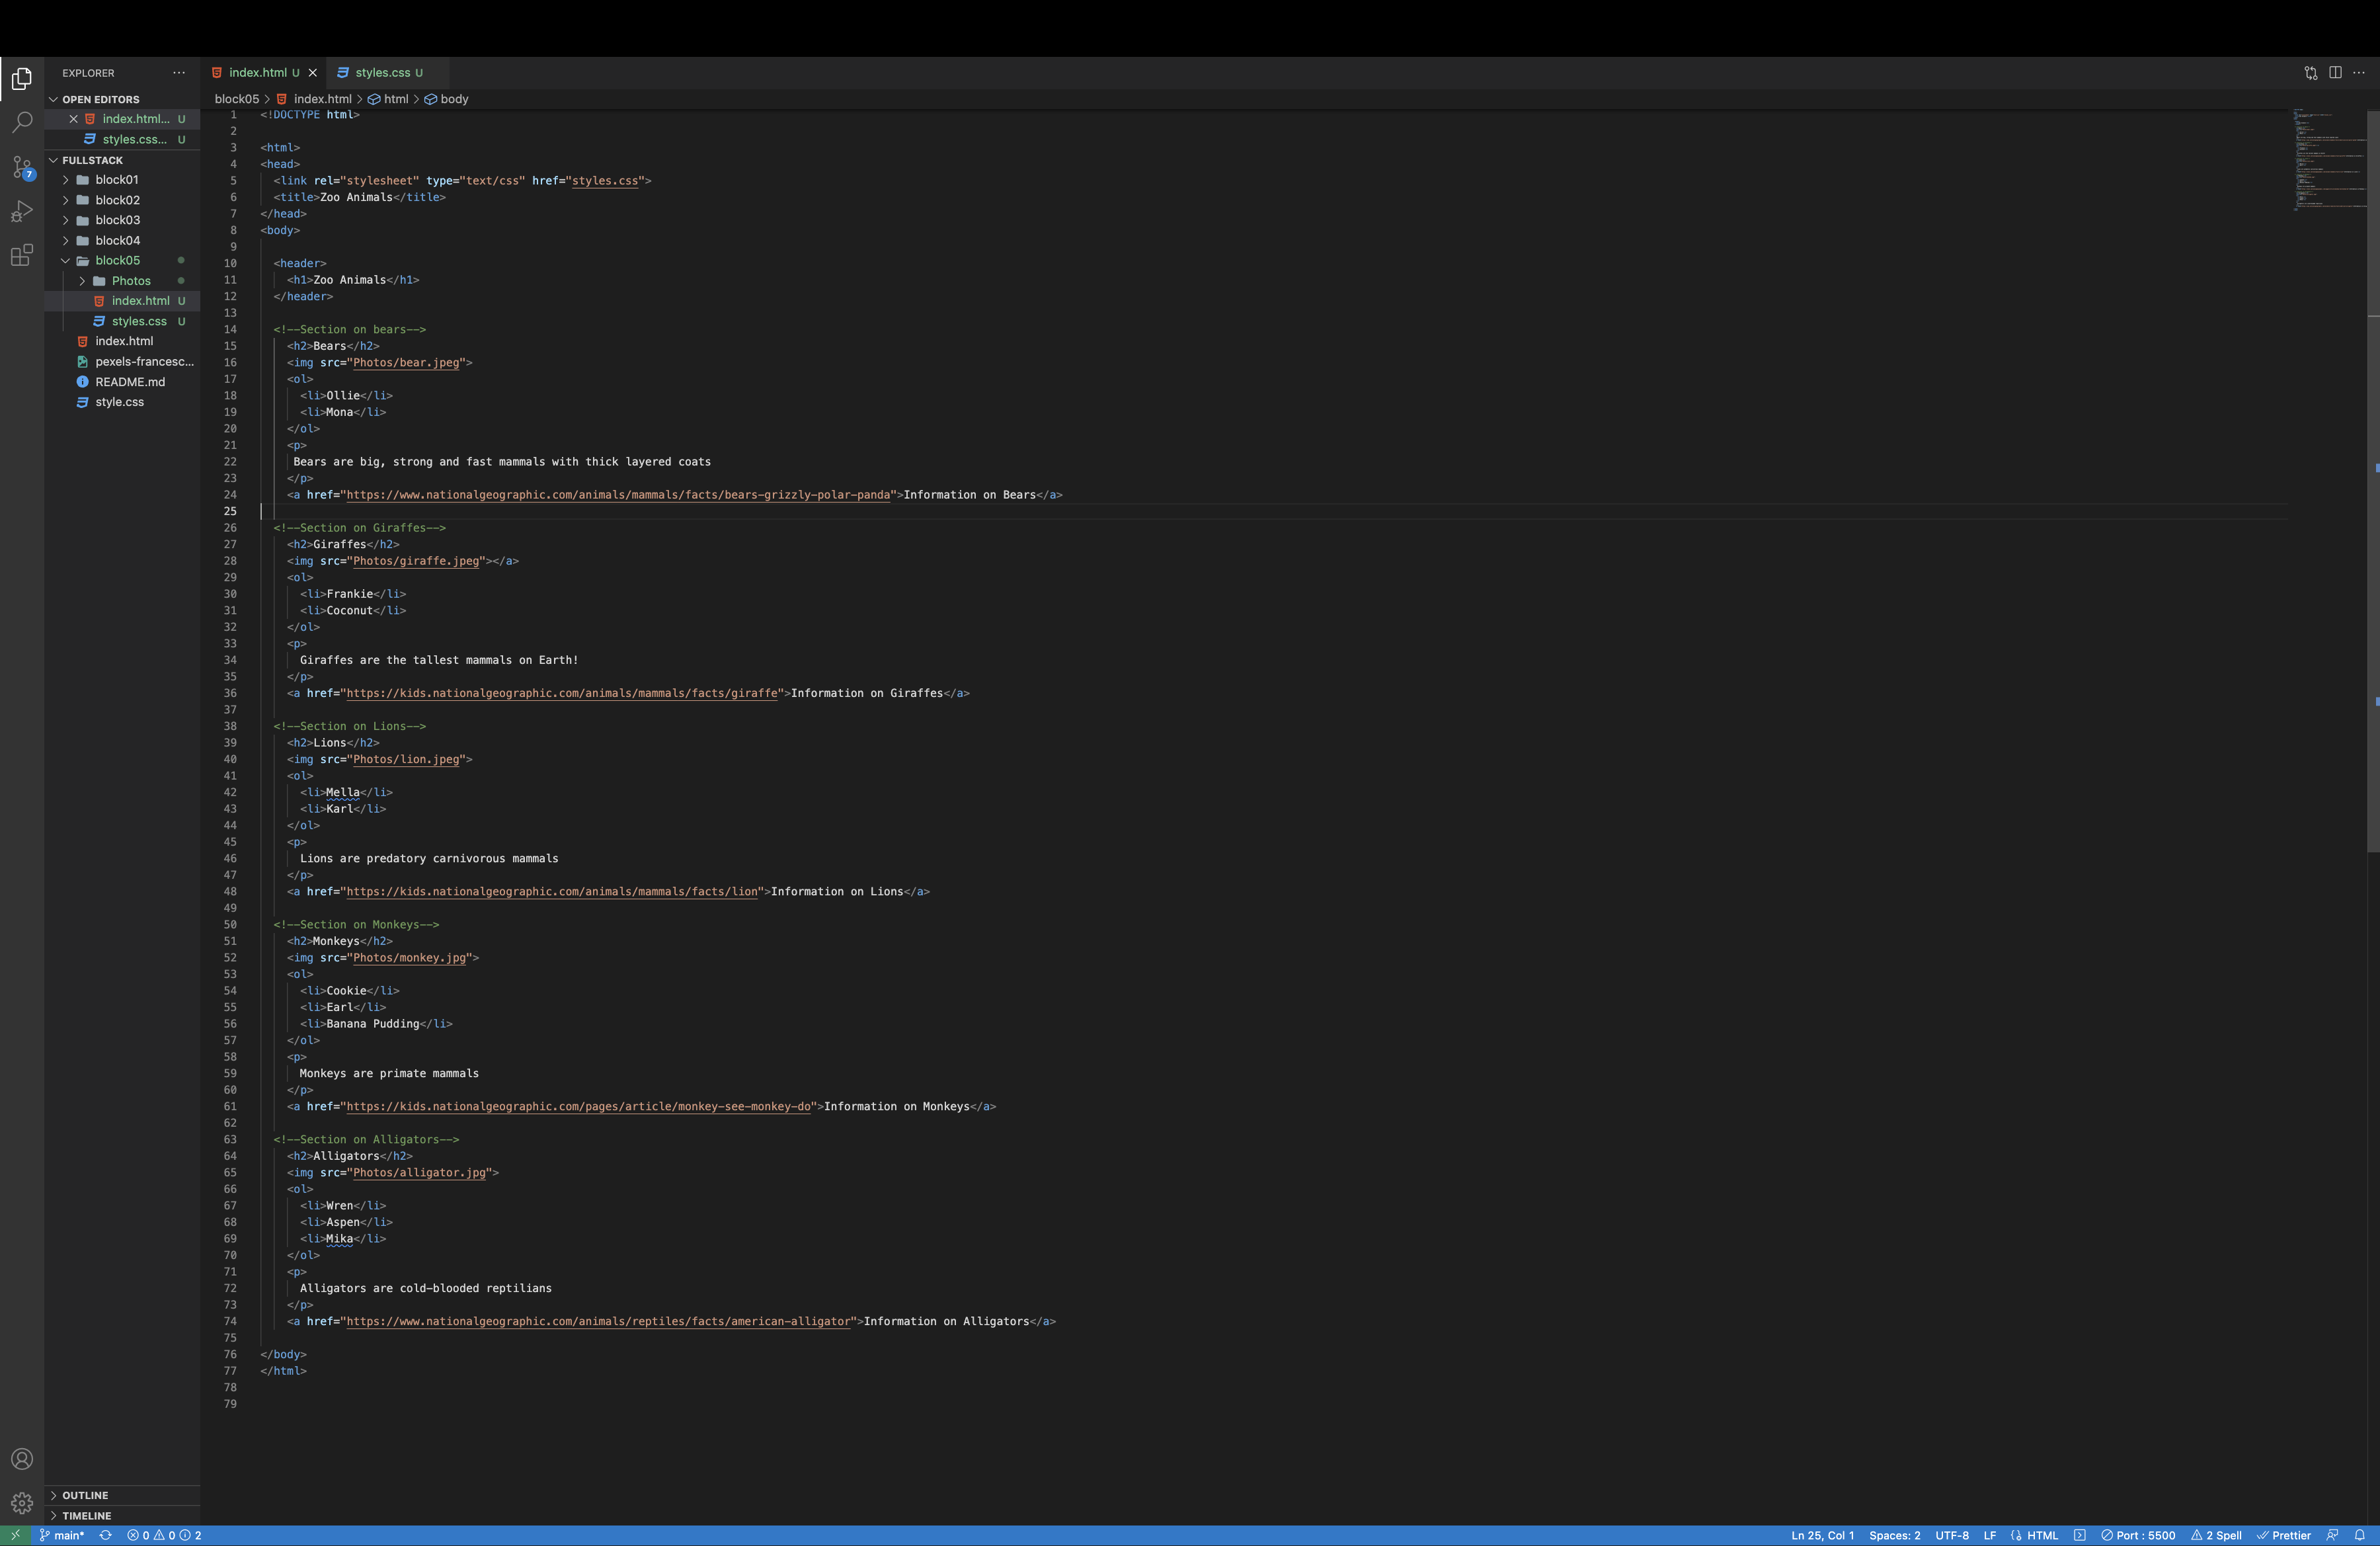 EXPLORER
OPEN EDITORS
index.html... U
styles.css... U
FULLSTACK
block01
block02
block03
block04
block05
Photos
index.html U
styles.css U
index.html
pexels-francesc...
README.md
style.css
OUTLINE
TIMELINE
7
index.html U
styles.css U
block05 > index.html > html > body
1 <!DOCTYPE html>
2
3 <html>
4 <head>
5 <link rel="stylesheet" type="text/css" href="styles.css">
6 <title>Zoo Animals</title>
7 </head>
8 <body>
9
10 <header>
11 <h1>Zoo Animals</h1>
12 </header>
13
14 <!--Section on bears-->
15 <h2>Bears</h2>
16 <img src="Photos/bear.jpeg">
17 <ol>
18 <li>Ollie</li>
19 <li>Mona</li>
20 </ol>
21 <p>
22 Bears are big, strong and fast mammals with thick layered coats
23 </p>
24 <a href="https://www.nationalgeographic.com/animals/mammals/facts/bears-grizzly-polar-panda">Information on Bears</a>
25
26 <!--Section on Giraffes-->
27 <h2>Giraffes</h2>
28 <img src="Photos/giraffe.jpeg"></a>
29 <ol>
30 <li>Frankie</li>
31 <li>Coconut</li>
32 </ol>
33 <p>
34 Giraffes are the tallest mammals on Earth!
35 </p>
36 <a href="https://kids.nationalgeographic.com/animals/mammals/facts/giraffe">Information on Giraffes</a>
37
38 <!--Section on Lions-->
39 <h2>Lions</h2>
40 <img src="Photos/lion.jpeg">
41 <ol>
42 <li>Mella</li>
43 <li>Karl</li>
44 </ol>
45 <p>
46 Lions are predatory carnivorous mammals
47 </p>
48 <a href="https://kids.nationalgeographic.com/animals/mammals/facts/lion">Information on Lions</a>
49
50 <!--Section on Monkeys-->
51 <h2>Monkeys</h2>
52 <img src="Photos/monkey.jpg">
53 <ol>
54 <li>Cookie</li>
55 <li>Earl</li>
56 <li>Banana Pudding</li>
57 </ol>
58 <p>
59 Monkeys are primate mammals
60 </p>
61 <a href="https://kids.nationalgeographic.com/pages/article/monkey-see-monkey-do">Information on Monkeys</a>
62
63 <!--Section on Alligators-->
64 <h2>Alligators</h2>
65 <img src="Photos/alligator.jpg">
66 <ol>
67 <li>Wren</li>
68 <li>Aspen</li>
69 <li>Mika</li>
70 </ol>
71 <p>
72 Alligators are cold-blooded reptilians
73 </p>
74 <a href="https://www.nationalgeographic.com/animals/reptiles/facts/american-alligator">Information on Alligators</a>
75
76 </body>
77 </html>
78
79
main* 0 0 2 Ln 25, Col 1 Spaces: 2 UTF-8 LF HTML Port : 5500 2 Spell Prettier